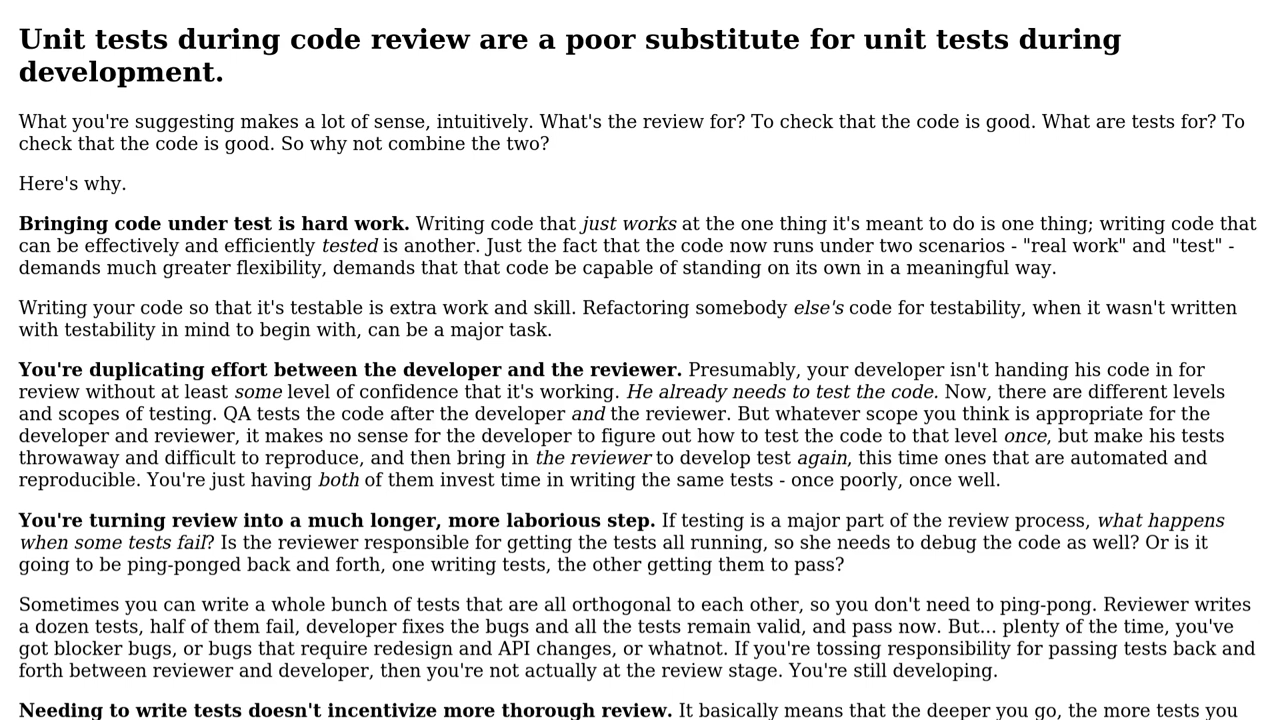 Unit tests during code review are a poor substitute for unit tests during
development.
What you're suggesting makes a lot of sense, intuitively. What's the review for? To check that the code is good. What are tests for? To
check that the code is good. So why not combine the two?
Here's why.
Bringing code under test is hard work. Writing code that just works at the one thing it's meant to do is one thing; writing code that
can be effectively and efficiently tested is another. Just the fact that the code now runs under two scenarios - "real work" and "test" -
demands much greater flexibility, demands that that code be capable of standing on its own in a meaningful way.
Writing your code so that it's testable is extra work and skill. Refactoring somebody else's code for testability, when it wasn't written
with testability in mind to begin with, can be a major task.
You're duplicating effort between the developer and the reviewer. Presumably, your developer isn't handing his code in for
review without at least some level of confidence that it's working. He already needs to test the code. Now, there are different levels
and scopes of testing. QA tests the code after the developer and the reviewer. But whatever scope you think is appropriate for the
developer and reviewer, it makes no sense for the developer to figure out how to test the code to that level once, but make his tests
throwaway and difficult to reproduce, and then bring in the reviewer to develop test again, this time ones that are automated and
reproducible. You're just having both of them invest time in writing the same tests - once poorly, once well.
You're turning review into a much longer, more laborious step. If testing is a major part of the review process, what happens
when some tests fail? Is the reviewer responsible for getting the tests all running, so she needs to debug the code as well? Or is it
going to be ping-ponged back and forth, one writing tests, the other getting them to pass?
Sometimes you can write a whole bunch of tests that are all orthogonal to each other, so you don't need to ping-pong. Reviewer writes
a dozen tests, half of them fail, developer fixes the bugs and all the tests remain valid, and pass now. But... plenty of the time, you've
got blocker bugs, or bugs that require redesign and API changes, or whatnot. If you're tossing responsibility for passing tests back and
forth between reviewer and developer, then you're not actually at the review stage. You're still developing.
Needing to write tests doesn't incentivize more thorough review. It basically means that the deeper you go, the more tests you